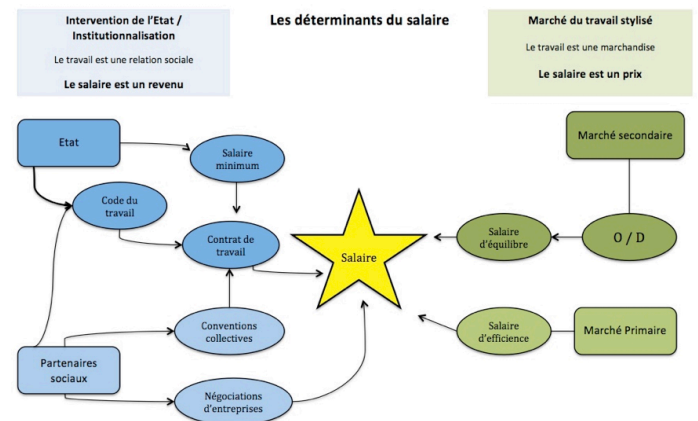 Les déterminants du salaire
Intervention de l'Etat /
Institutionnalisation
Le travail est une relation sociale
Le salaire est un revenu
Marché du travail stylisé
Le travail est une marchandise
Le salaire est un prix
Etat
Salaire
minimum
Code du
travail
Contrat de
travail
Conventions
collectives
Partenaires
sociaux
Négociations
d'entreprises
Salaire
Marché secondaire
Salaire
d'équilibre
O / D
Salaire
d'efficience
Marché Primaire